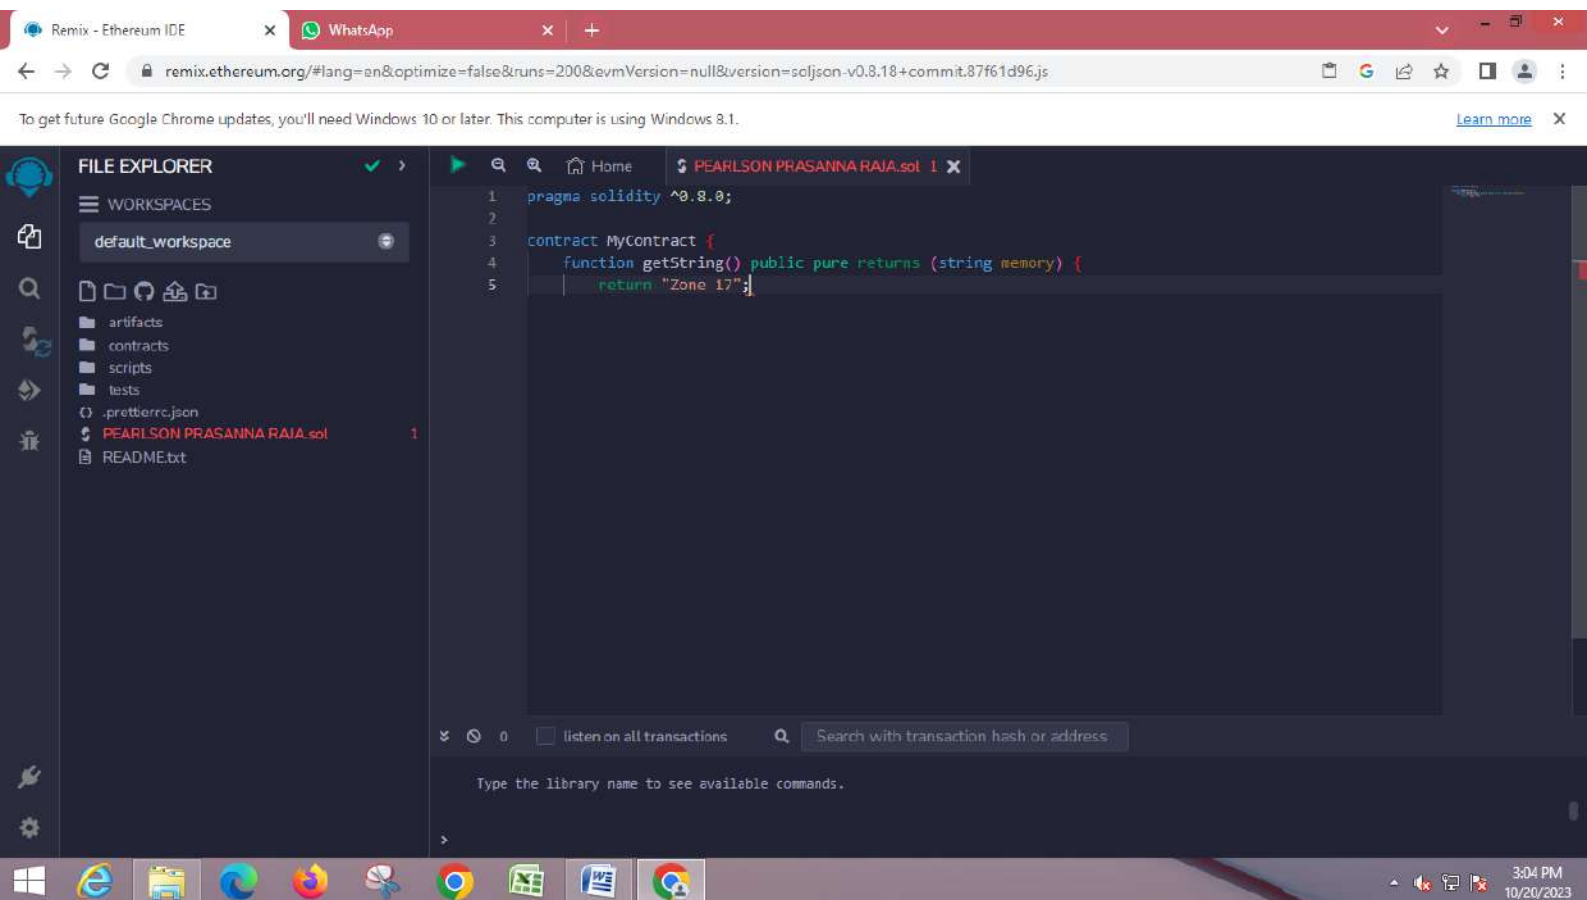 Remix - Ethereum IDE
WhatsApp
remix.ethereum.org/#lang=en&optimize=false&runs=200&evmVersion=null&version=soljson-v0.8.18+commit.87f61d96.js
To get future Google Chrome updates, you'll need Windows 10 or later. This computer is using Windows 8.1.
Learn more
FILE EXPLORER
Home
PEARLSON PRASANNA RAJA.sol 1
WORKSPACES
default_workspace
artifacts
contracts
scripts
tests
.prettierrc.json
PEARLSON PRASANNA RAJA.sol 1
README.txt
1 pragma solidity ^0.8.0;
2
3 contract MyContract {
4 function getString() public pure returns (string memory) {
5 return "Zone 17";
0 listen on all transactions
Search with transaction hash or address
Type the library name to see available commands.
>
3:04 PM
10/20/2023